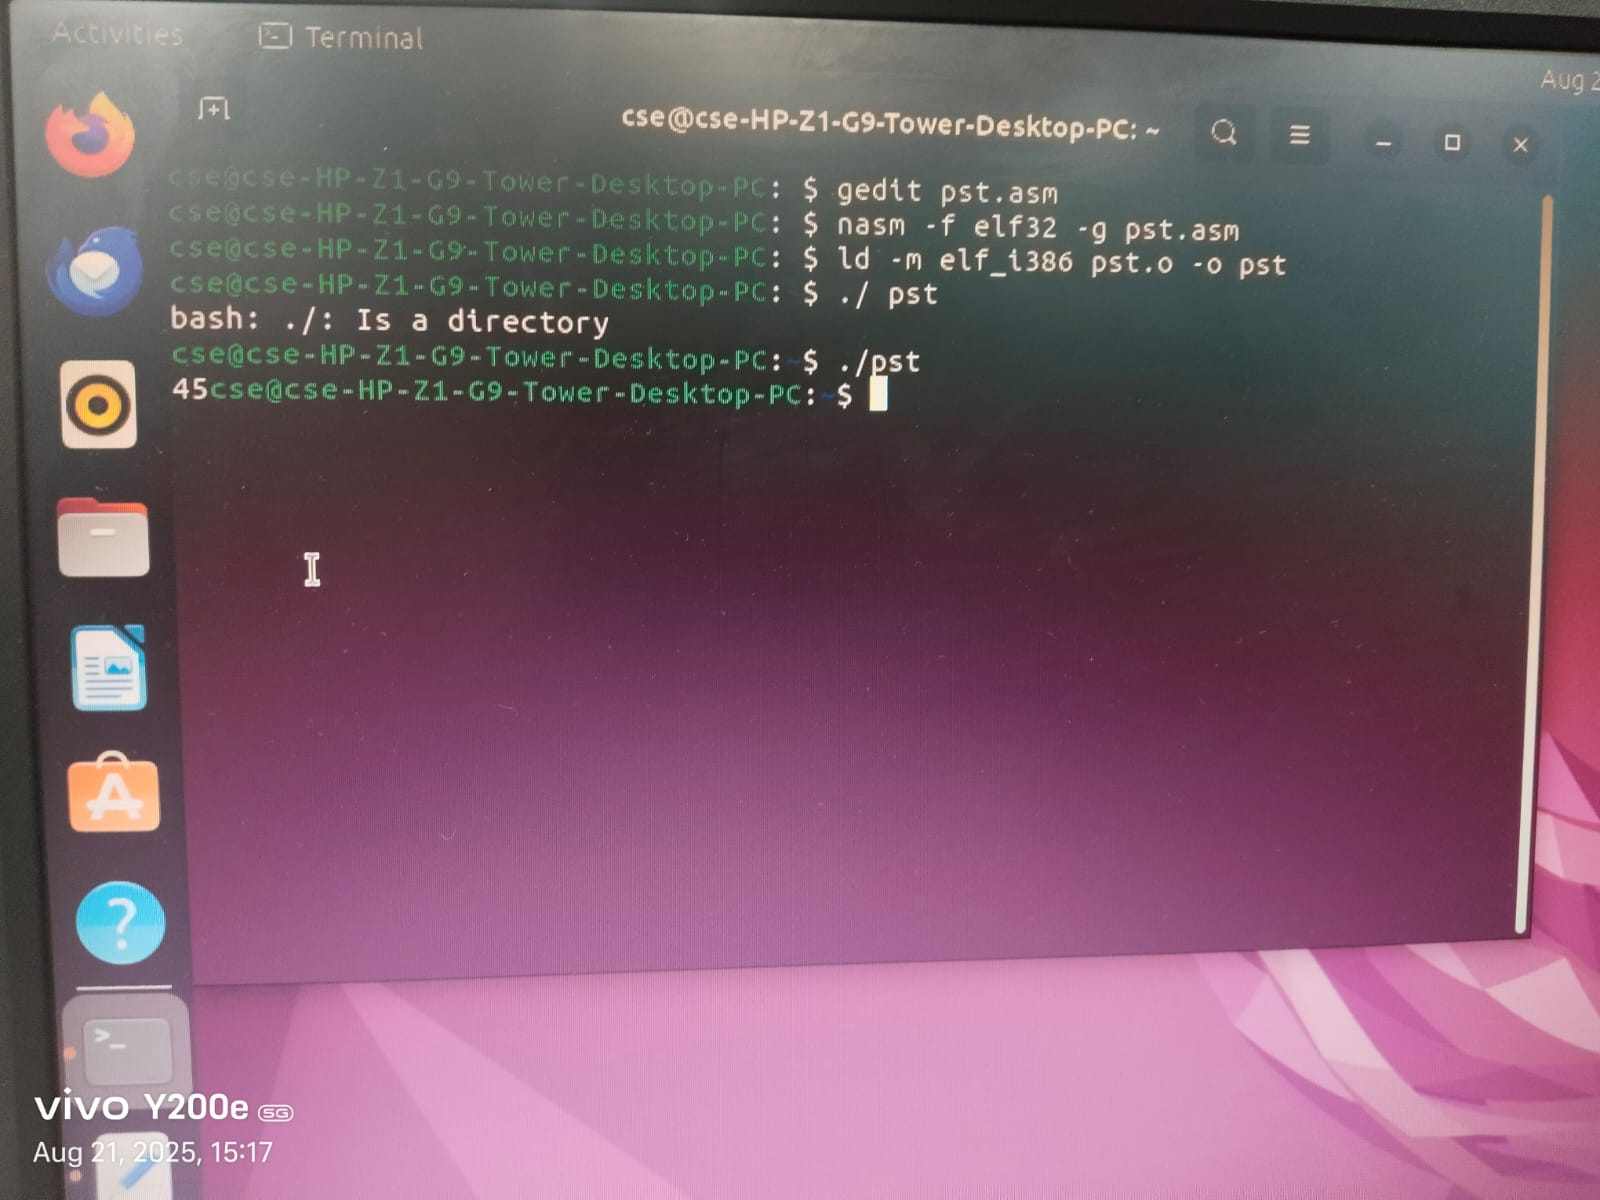 Activities Terminal
Aug 2
cse@cse-HP-Z1-G9-Tower-Desktop-PC: ~
cse@cse-HP-Z1-G9-Tower-Desktop-PC: $ gedit pst.asm
cse@cse-HP-Z1-G9-Tower-Desktop-PC: $ nasm -f elf32 -g pst.asm
cse@cse-HP-Z1-G9-Tower-Desktop-PC: $ ld -m elf_i386 pst.o -o pst
cse@cse-HP-Z1-G9-Tower-Desktop-PC: $ ./ pst
bash: ./: Is a directory
cse@cse-HP-Z1-G9-Tower-Desktop-PC:~$ ./pst
45cse@cse-HP-Z1-G9-Tower-Desktop-PC:~$
vivo Y200e 5G
Aug 21, 2025, 15:17